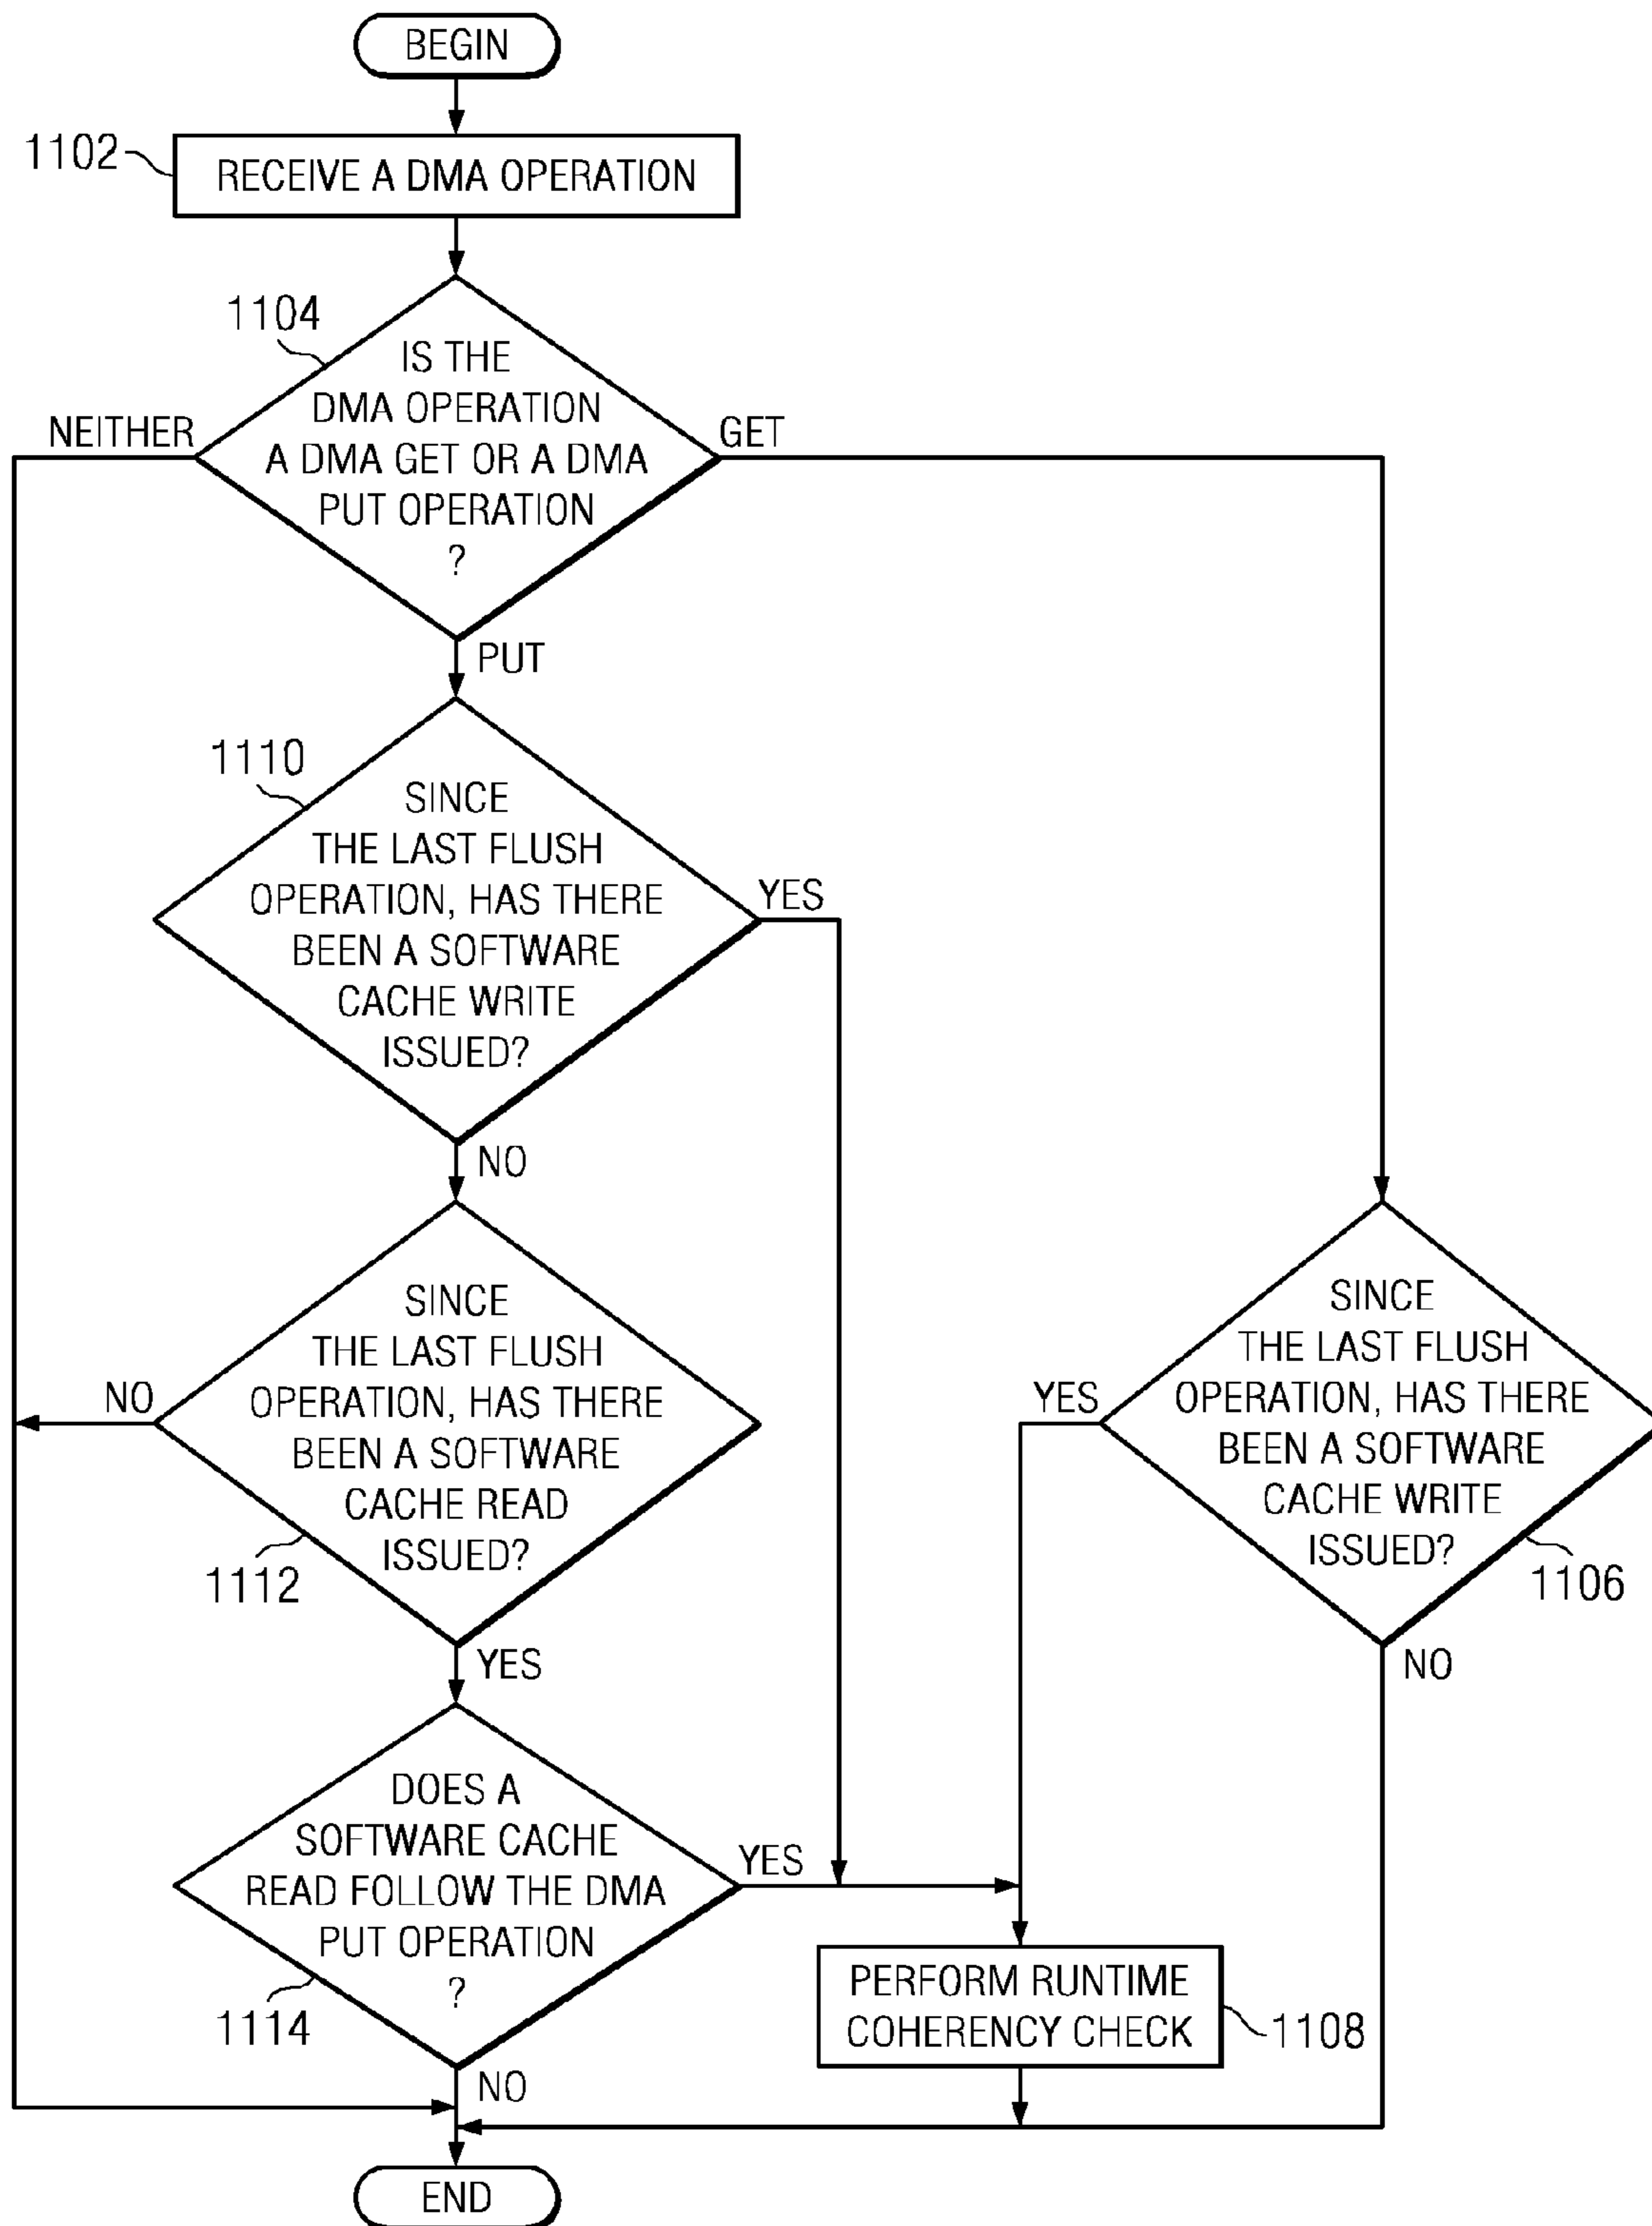 BEGIN
1102
RECEIVE A DMA OPERATION
1104
IS THE
DMA OPERATION
A DMA GET OR A DMA
PUT OPERATION
?
NEITHER
GET
PUT
1110
SINCE
THE LAST FLUSH
OPERATION, HAS THERE
BEEN A SOFTWARE
CACHE WRITE
ISSUED?
YES
NO
SINCE
THE LAST FLUSH
OPERATION, HAS THERE
BEEN A SOFTWARE
CACHE READ
ISSUED?
NO
1112
YES
SINCE
THE LAST FLUSH
OPERATION, HAS THERE
BEEN A SOFTWARE
CACHE WRITE
ISSUED?
YES
1106
NO
DOES A
SOFTWARE CACHE
READ FOLLOW THE DMA
PUT OPERATION
?
YES
1114
NO
PERFORM RUNTIME
COHERENCY CHECK
1108
END